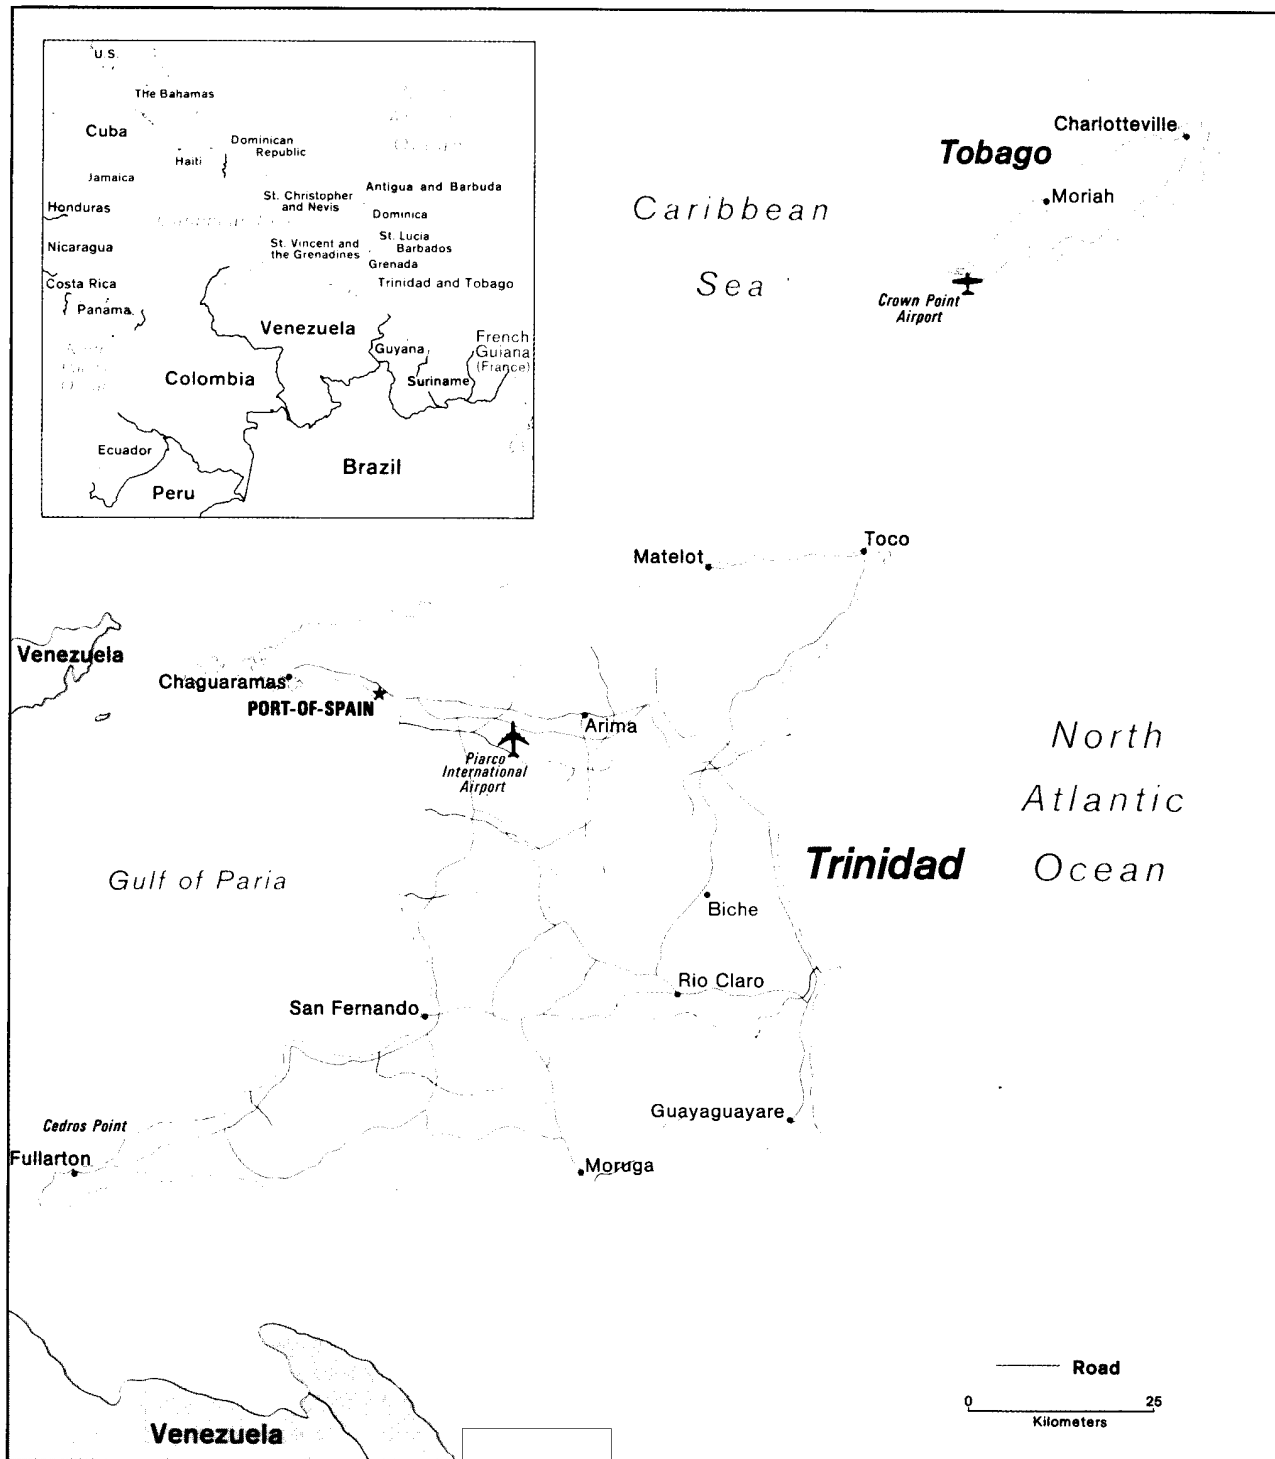 U.S.
The Bahamas
Cuba
Dominican
Republic
Haiti
Jamaica
Antigua and Barbuda
St. Christopher
and Nevis
Honduras
Dominica
Caribbean
St. Lucia
Nicaragua
St. Vincent and
the Grenadines
Barbados
Grenada
Costa Rica
Trinidad and Tobago
Panama
Venezuela
French
Guiana
(France)
Guyana
Colombia
Suriname
Ecuador
Brazil
Peru
Charlotteville
Tobago
Moriah
Caribbean
Sea
Crown Point
Airport
Toco
Matelot
Venezuela
Chaguaramas
PORT-OF-SPAIN
Arima
Piarco
International
Airport
North
Atlantic
Ocean
Trinidad
Gulf of Paria
Biche
Rio Claro
San Fernando
Guayaguayare
Cedros Point
Fullarton
Moruga
Road
0 25
Kilometers
Venezuela